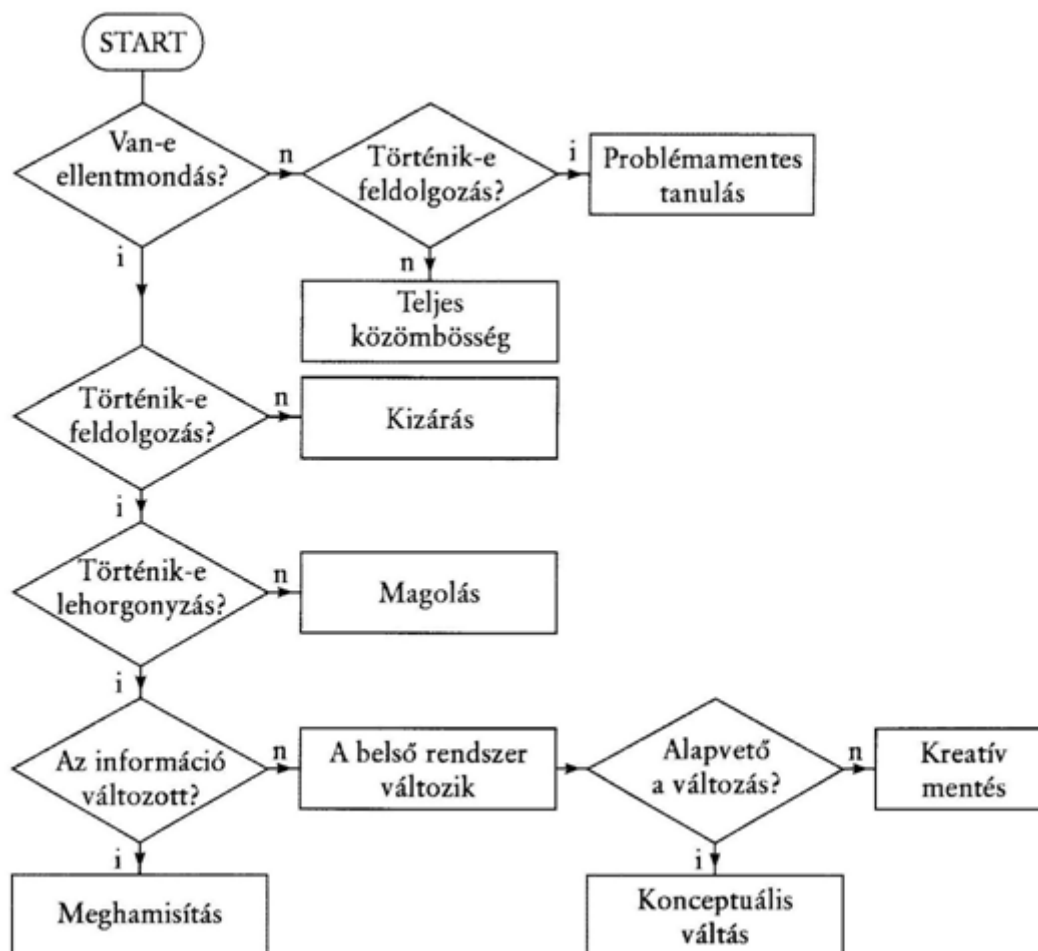 START
Van-e
ellentmondás?
n
Történik-e
feldolgozás?
i
Problémamentes
tanulás
i
n
Teljes
közömbösség
Történik-e
feldolgozás?
n
Kizárás
i
Történik-e
lehorgonyzás?
n
Magolás
i
Az információ
változott?
n
A belső rendszer
változik
Alapvető
a változás?
n
Kreatív
mentés
i
Meghamisítás
i
Konceptuális
váltás